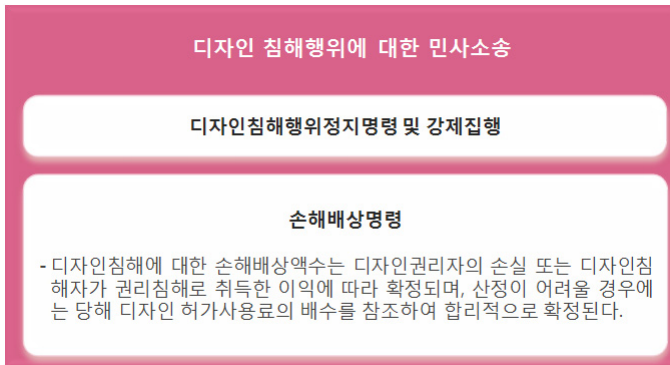 디자인 침해행위에 대한 민사소송
디자인침해행위정지명령 및 강제집행
손해배상명령
- 디자인침해에 대한 손해배상액수는 디자인권리자의 손실 또는 디자인침
해자가 권리침해로 취득한 이익에 따라 확정되며, 산정이 어려울 경우에
는 당해 디자인 허가사용료의 배수를 참조하여 합리적으로 확정된다.